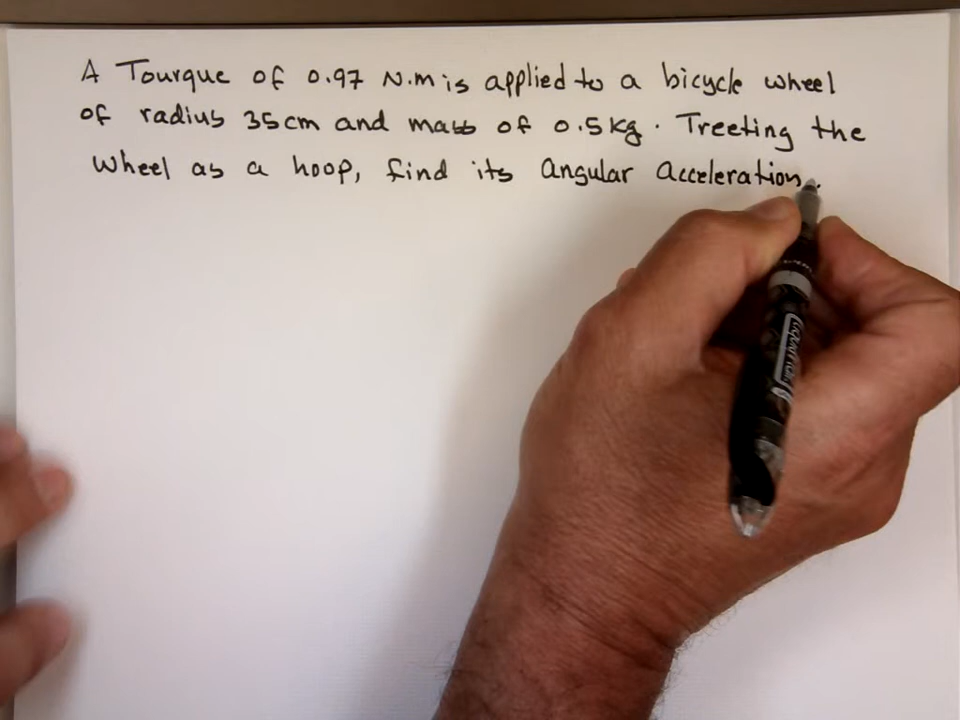 A Tourque of 0.97 N.m is applied to a bicycle wheel
of radius 35cm and mass of 0.5kg. Treeting the
wheel as a hoop, find its angular acceleration.